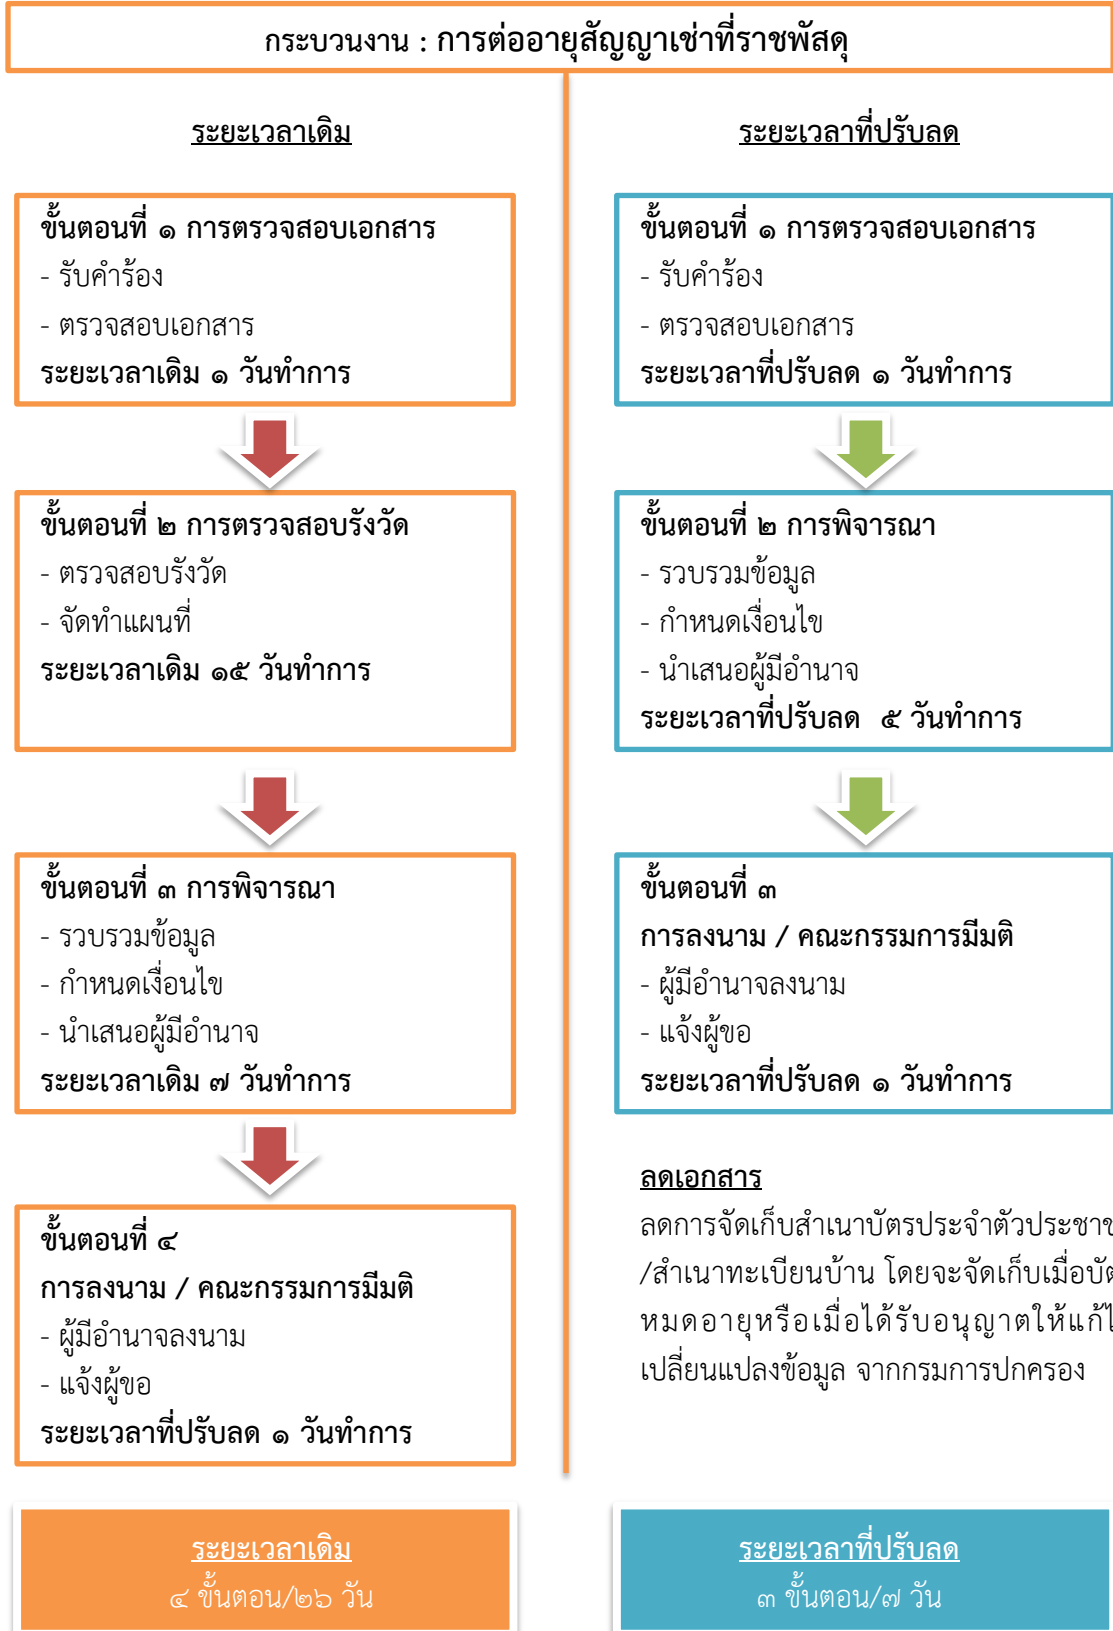 กระบวนงาน : การต่ออายุสัญญาเช่าที่ราชพัสดุ
ระยะเวลาเดิม
ขั้นตอนที่ ๑ การตรวจสอบเอกสาร
- รับคำร้อง
- ตรวจสอบเอกสาร
ระยะเวลาเดิม ๑ วันทำการ
ขั้นตอนที่ ๒ การตรวจสอบรังวัด
- ตรวจสอบรังวัด
- จัดทำแผนที่
ระยะเวลาเดิม ๑๕ วันทำการ
ขั้นตอนที่ ๓ การพิจารณา
- รวบรวมข้อมูล
- กำหนดเงื่อนไข
- นำเสนอผู้มีอำนาจ
ระยะเวลาเดิม ๗ วันทำการ
ขั้นตอนที่ ๔
การลงนาม / คณะกรรมการมีมติ
- ผู้มีอำนาจลงนาม
- แจ้งผู้ขอ
ระยะเวลาที่ปรับลด ๑ วันทำการ
ระยะเวลาเดิม
๔ ขั้นตอน/๒๖ วัน
ระยะเวลาที่ปรับลด
ขั้นตอนที่ ๑ การตรวจสอบเอกสาร
- รับคำร้อง
- ตรวจสอบเอกสาร
ระยะเวลาที่ปรับลด ๑ วันทำการ
ขั้นตอนที่ ๒ การพิจารณา
- รวบรวมข้อมูล
- กำหนดเงื่อนไข
- นำเสนอผู้มีอำนาจ
ระยะเวลาที่ปรับลด ๕ วันทำการ
ขั้นตอนที่ ๓
การลงนาม / คณะกรรมการมีมติ
- ผู้มีอำนาจลงนาม
- แจ้งผู้ขอ
ระยะเวลาที่ปรับลด ๑ วันทำการ
ลดเอกสาร
ลดการจัดเก็บสำเนาบัตรประจำตัวประชาช
/สำเนาทะเบียนบ้าน โดยจะจัดเก็บเมื่อบัต
หมดอายุหรือเมื่อได้รับอนุญาตให้แก้ไ
เปลี่ยนแปลงข้อมูล จากกรมการปกครอง
ระยะเวลาที่ปรับลด
๓ ขั้นตอน/๗ วัน